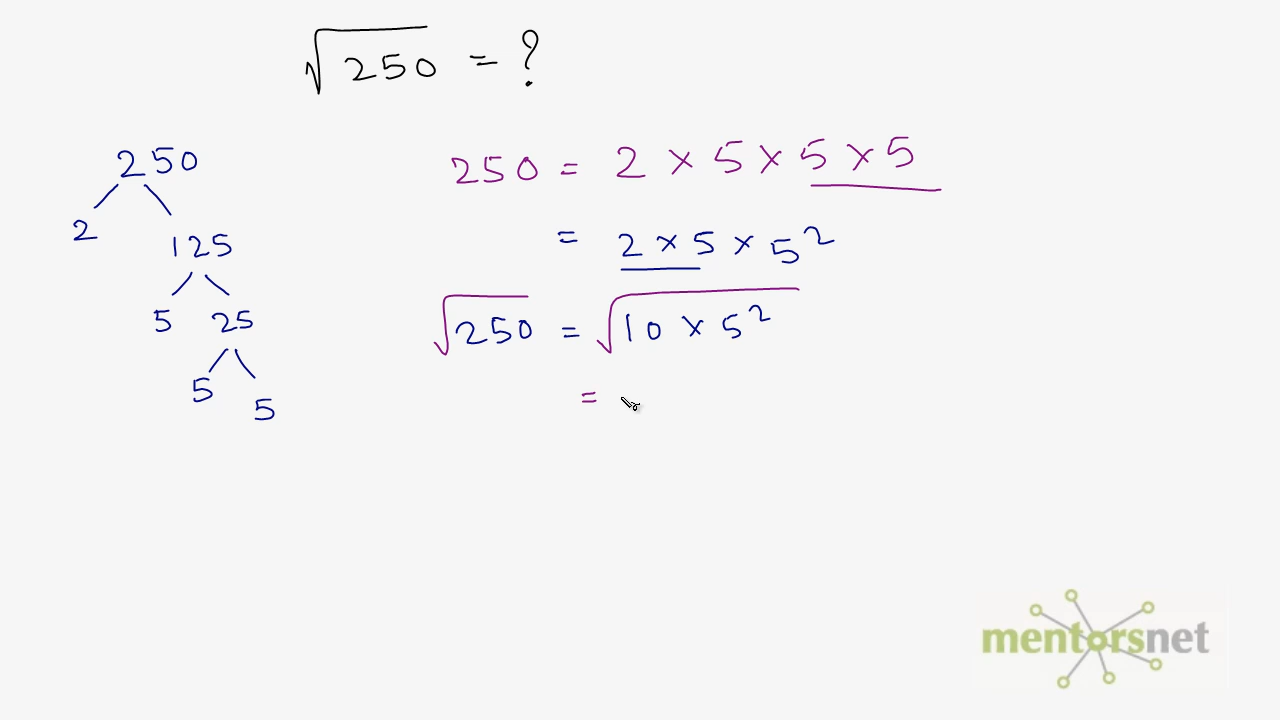 √250 = ?
250
2
125
5 25
5
5
250 = 2 × 5 × 5 × 5
= 2 × 5 × 5²
√250 = √10 × 5²
=
mentorsnet